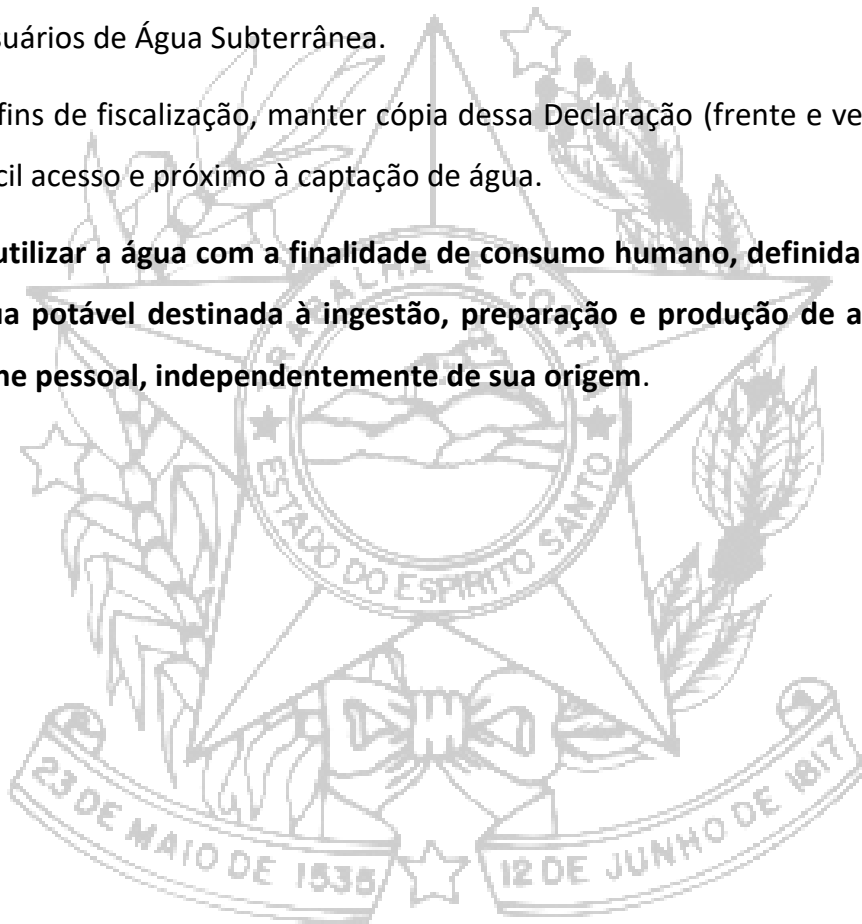 suários de Água Subterrânea.
fins de fiscalização, manter cópia dessa Declaração (frente e ve
cil acesso e próximo à captação de água.
utilizar a água com a finalidade de consumo humano, definida
ua potável destinada à ingestão, preparação e produção de a
ne pessoal, independentemente de sua origem.
TRABALHA E CONFIA
ESTADO DO ESPIRITO SANTO
23 DE MAIO DE 1535
12 DE JUNHO DE 1817